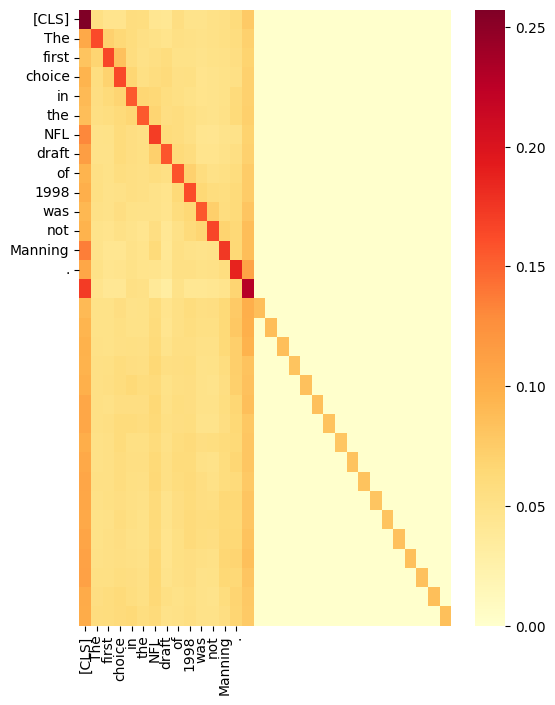 [CLS]
The
first
choice
in
the
NFL
draft
of
1998
was
not
Manning
.
0.25
0.20
0.15
0.10
0.05
0.00
[CLS]
The
first
choice
in
the
NFL
draft
of
1998
was
not
Manning
.